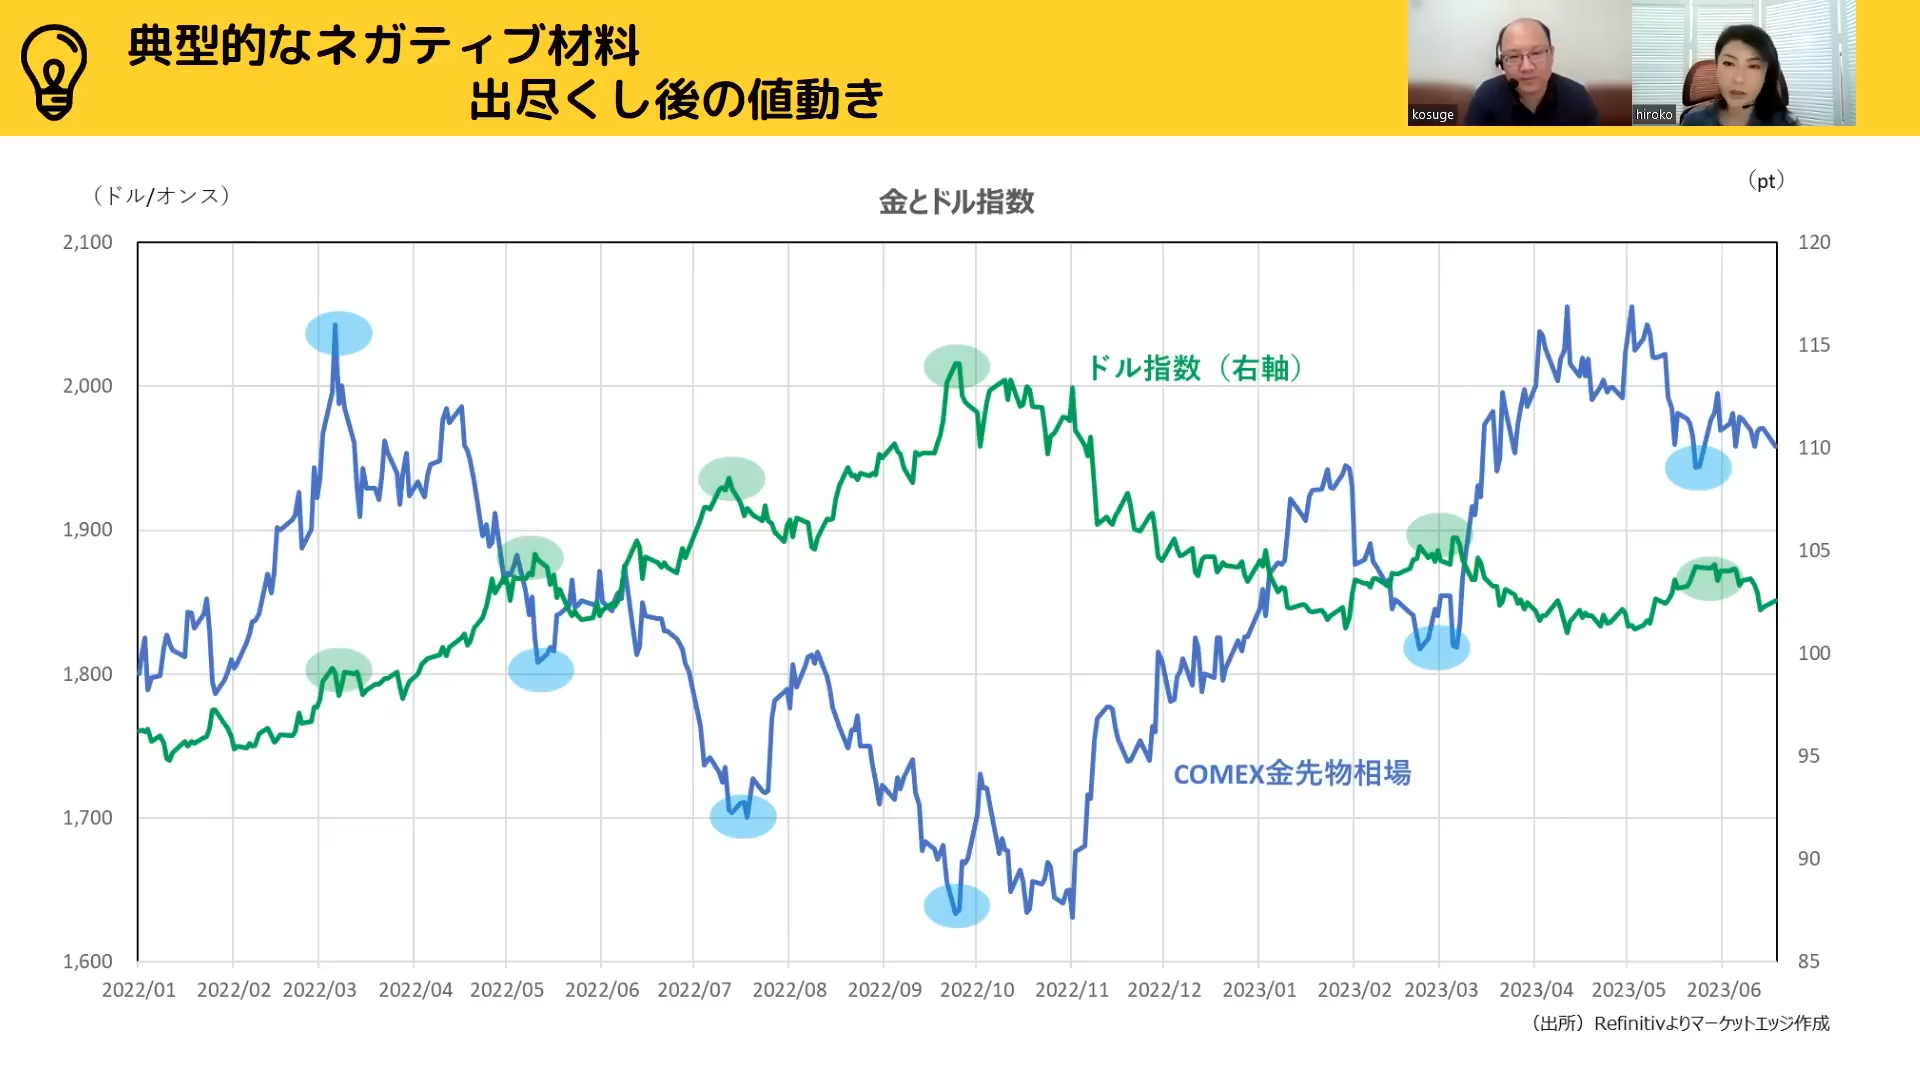 典型的なネガティブ材料
出尽くし後の値動き
kosuge
hiroko
（ドル/オンス）
金とドル指数
（pt）
2,100
2,000
1,900
1,800
1,700
1,600
120
115
110
105
100
95
90
85
ドル指数（右軸）
COMEX金先物相場
2022/01 2022/02 2022/03 2022/04 2022/05 2022/06 2022/07 2022/08 2022/09 2022/10 2022/11 2022/12 2023/01 2023/02 2023/03 2023/04 2023/05 2023/06
（出所）Refinitivよりマーケットエッジ作成